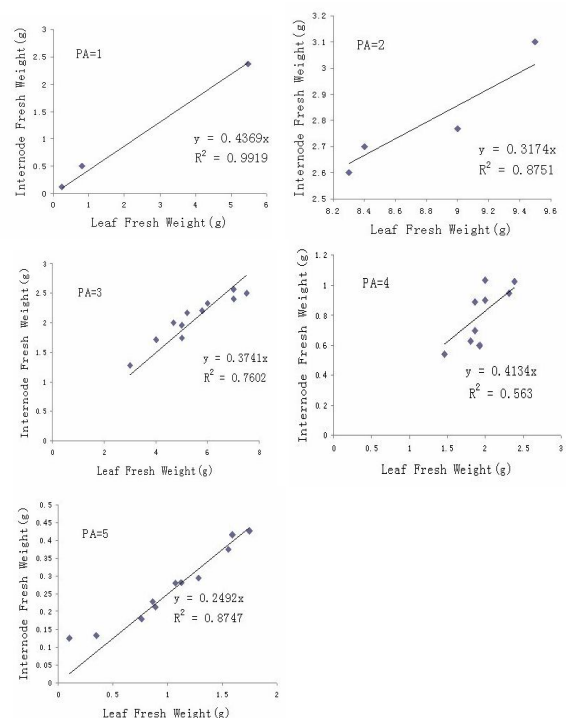 PA=1
Internode Fresh Weight(g)
3
2.5
2
1.5
1
0.5
0
y = 0.4369x
R² = 0.9919
0 1 2 3 4 5 6
Leaf Fresh Weight(g)
PA=2
Internode Fresh Weight(g)
3.2
3.1
3
2.9
2.8
2.7
2.6
2.5
y = 0.3174x
R² = 0.8751
8.2 8.4 8.6 8.8 9 9.2 9.4 9.6
Leaf Fresh Weight(g)
PA=3
Internode Fresh Weight(g)
3
2.5
2
1.5
1
0.5
0
y = 0.3741x
R² = 0.7602
0 2 4 6 8
Leaf Fresh Weight(g)
PA=4
Internode Fresh Weight(g)
1.2
1
0.8
0.6
0.4
0.2
0
y = 0.4134x
R² = 0.563
0 0.5 1 1.5 2 2.5 3
Leaf Fresh Weight(g)
PA=5
Internode Fresh Weight(g)
0.5
0.45
0.4
0.35
0.3
0.25
0.2
0.15
0.1
0.05
0
y = 0.2492x
R² = 0.8747
0 0.5 1 1.5 2
Leaf Fresh Weight(g)